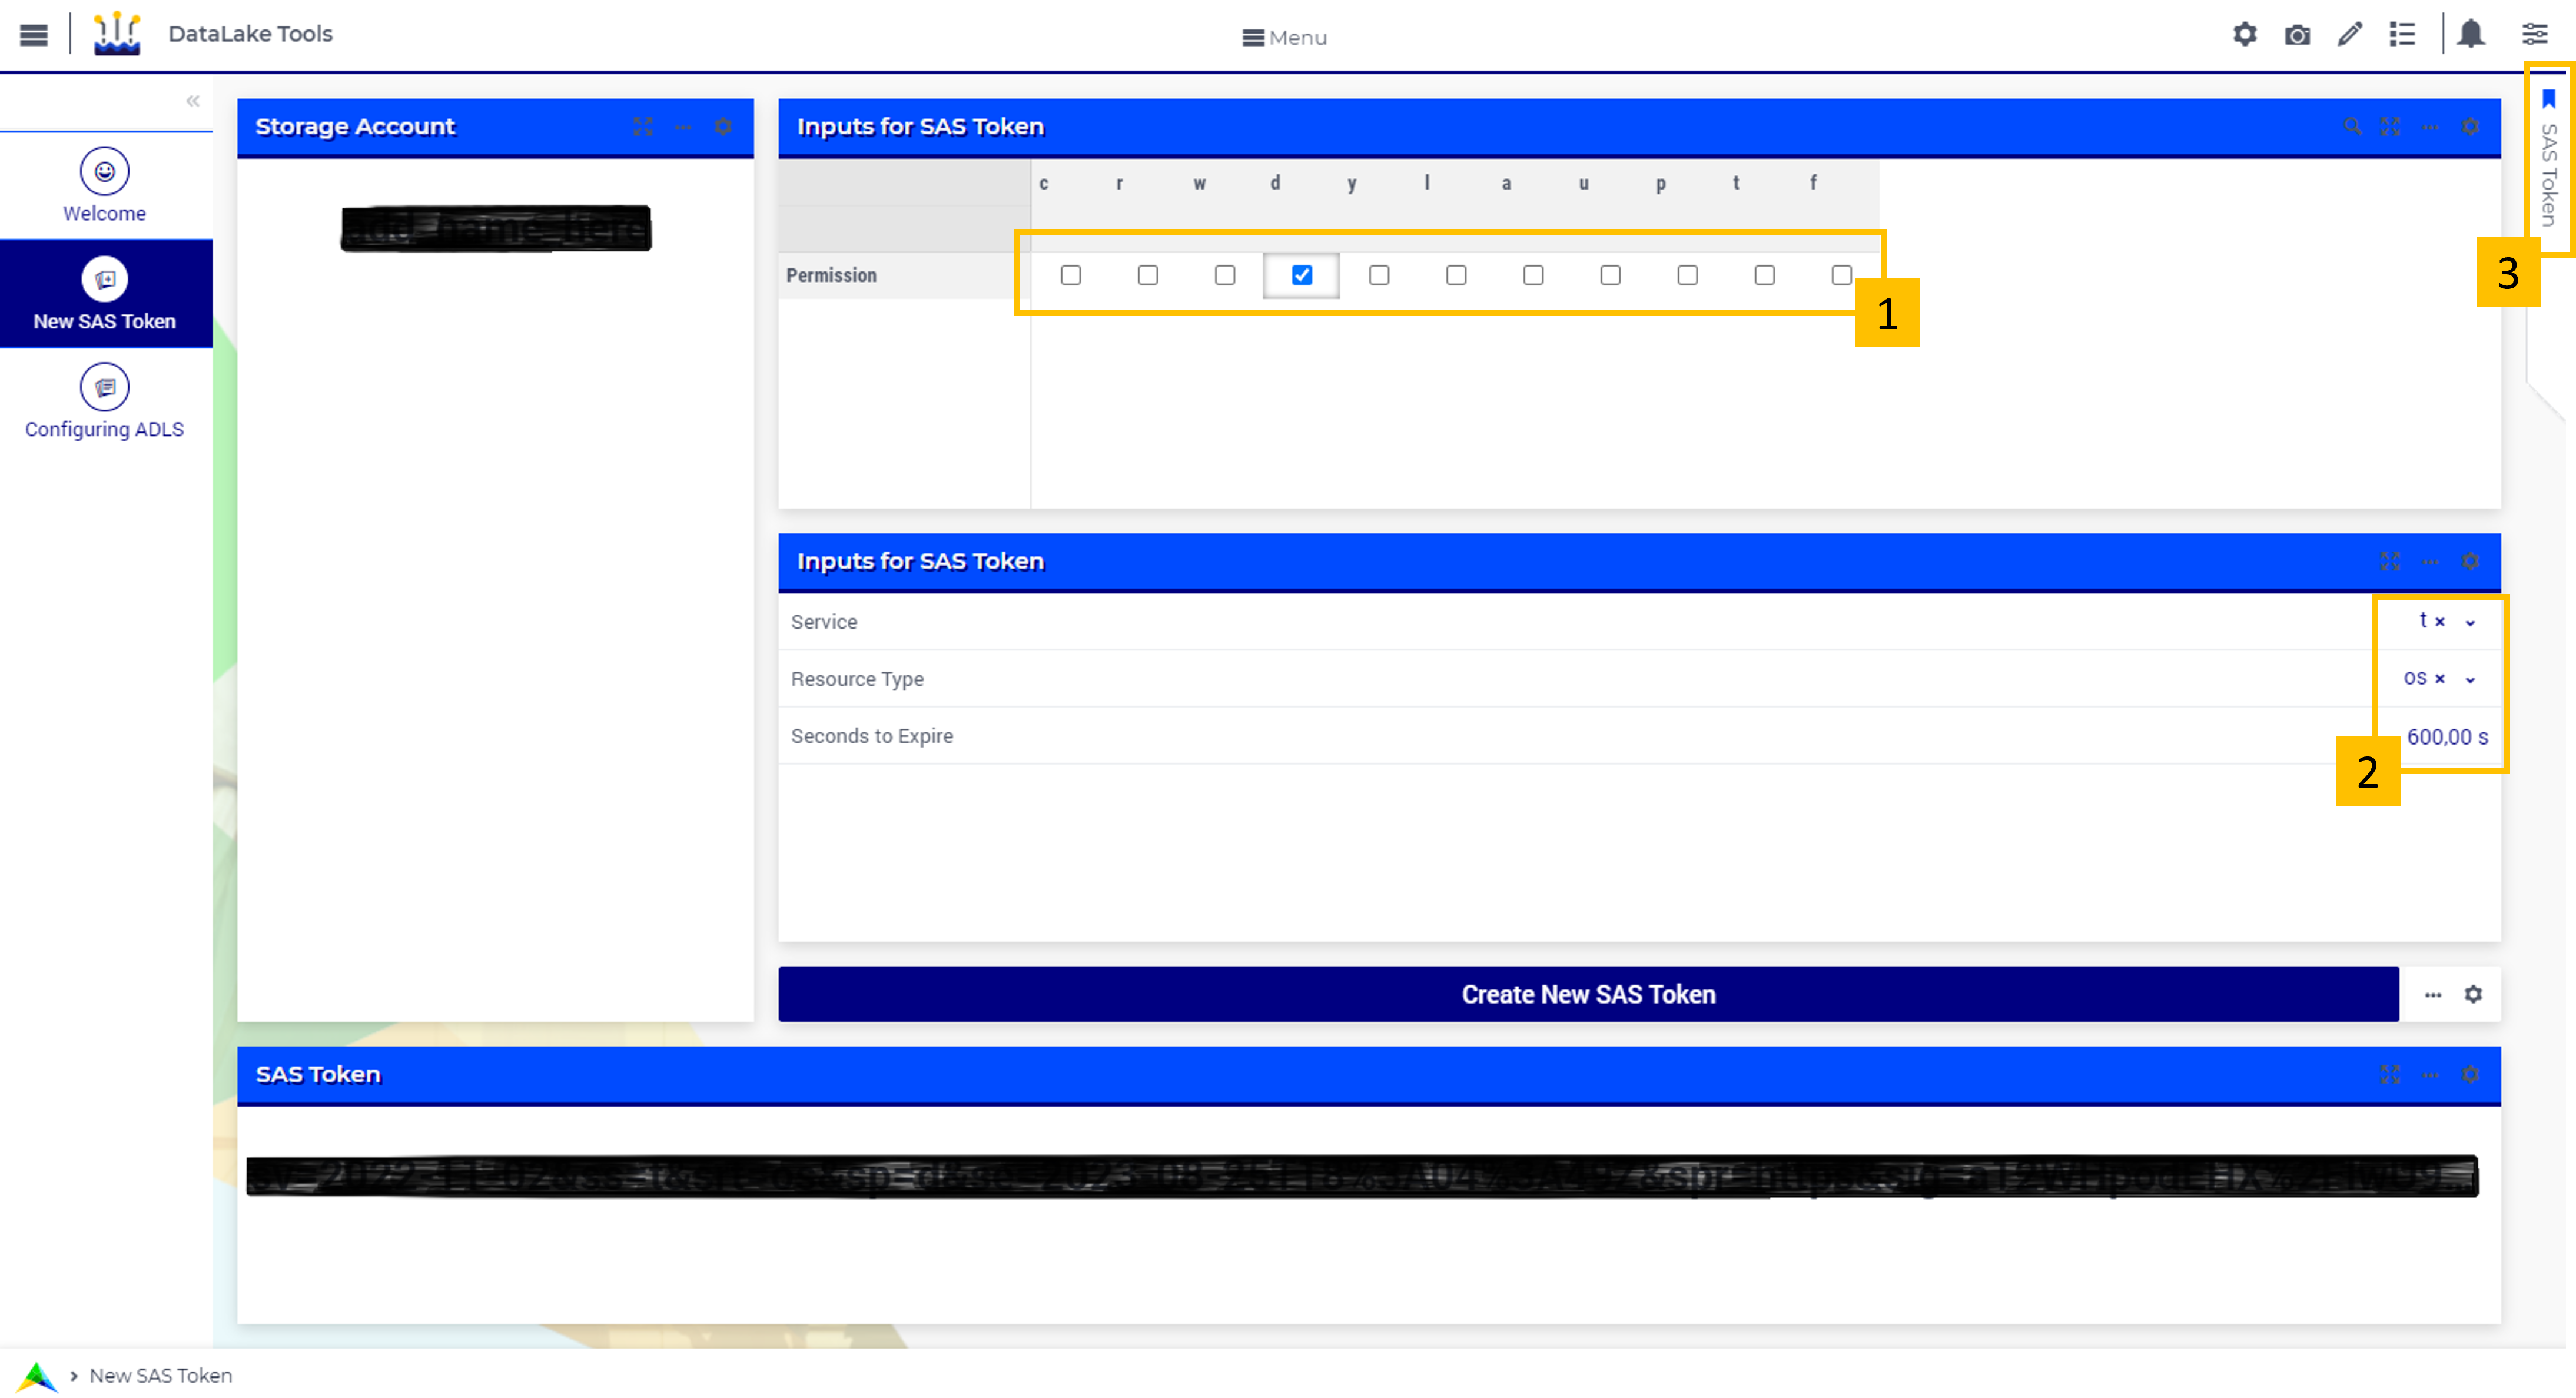 DataLake Tools
Menu
Welcome
New SAS Token
Configuring ADLS
Storage Account
Inputs for SAS Token
c r w d y l a u p t f
Permission
1
Inputs for SAS Token
Service t
Resource Type os
Seconds to Expire 600,00 s
2
SAS Token
3
Create New SAS Token
SAS Token
New SAS Token